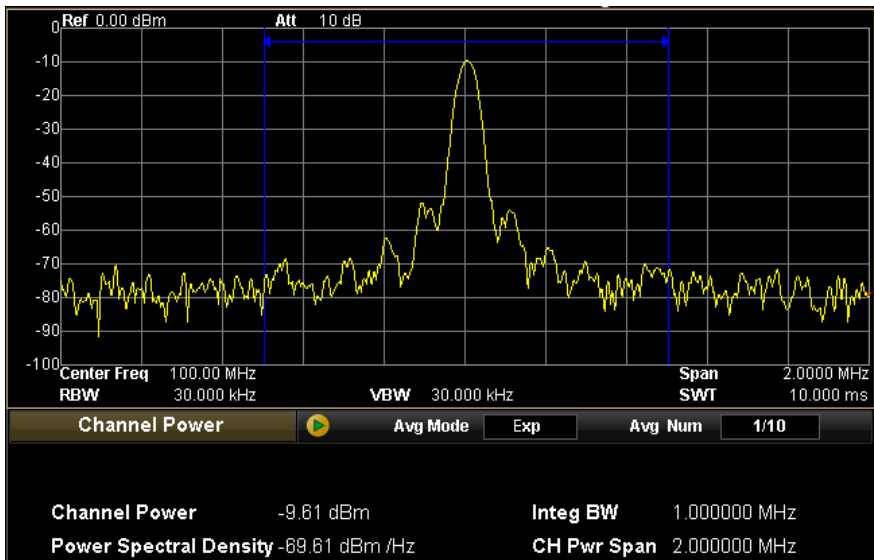 Ref 0.00 dBm Att 10 dB
0
-10
-20
-30
-40
-50
-60
-70
-80
-90
-100
Center Freq 100.00 MHz Span 2.0000 MHz
RBW 30.000 kHz VBW 30.000 kHz SWT 10.000 ms
Channel Power Avg Mode Exp Avg Num 1/10
Channel Power -9.61 dBm Integ BW 1.000000 MHz
Power Spectral Density -69.61 dBm /Hz CH Pwr Span 2.000000 MHz